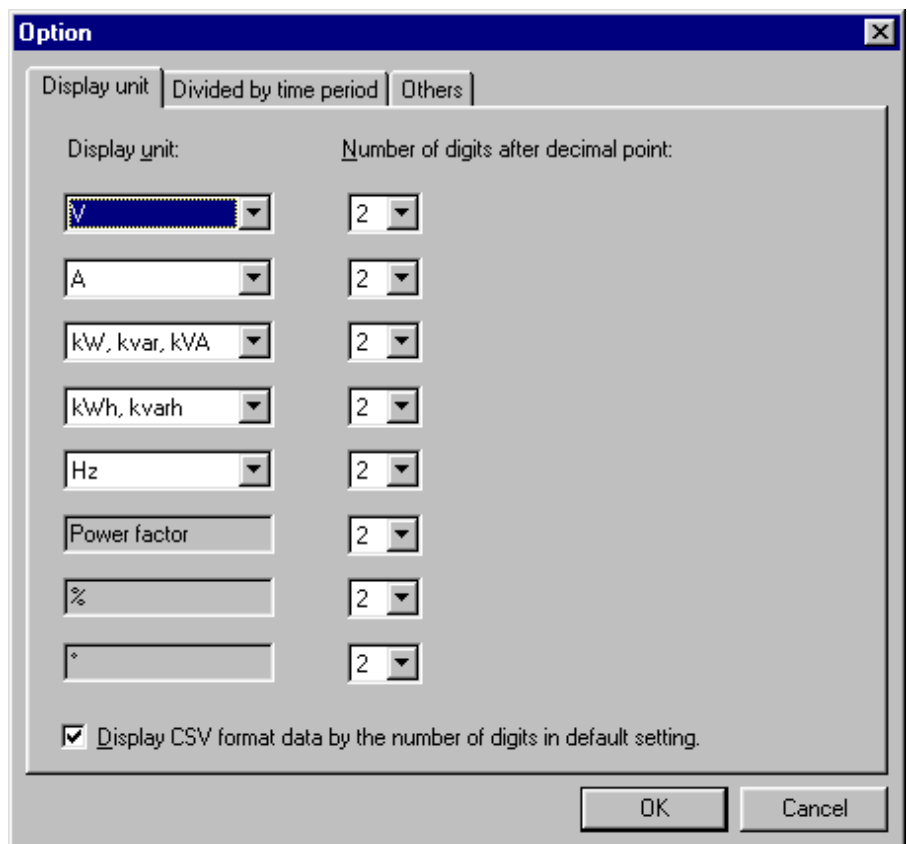 Option
Display unit Divided by time period Others
Display unit: Number of digits after decimal point:
V 2
A 2
kW, kvar, kVA 2
kWh, kvarh 2
Hz 2
Power factor 2
% 2
° 2
Display CSV format data by the number of digits in default setting.
OK Cancel